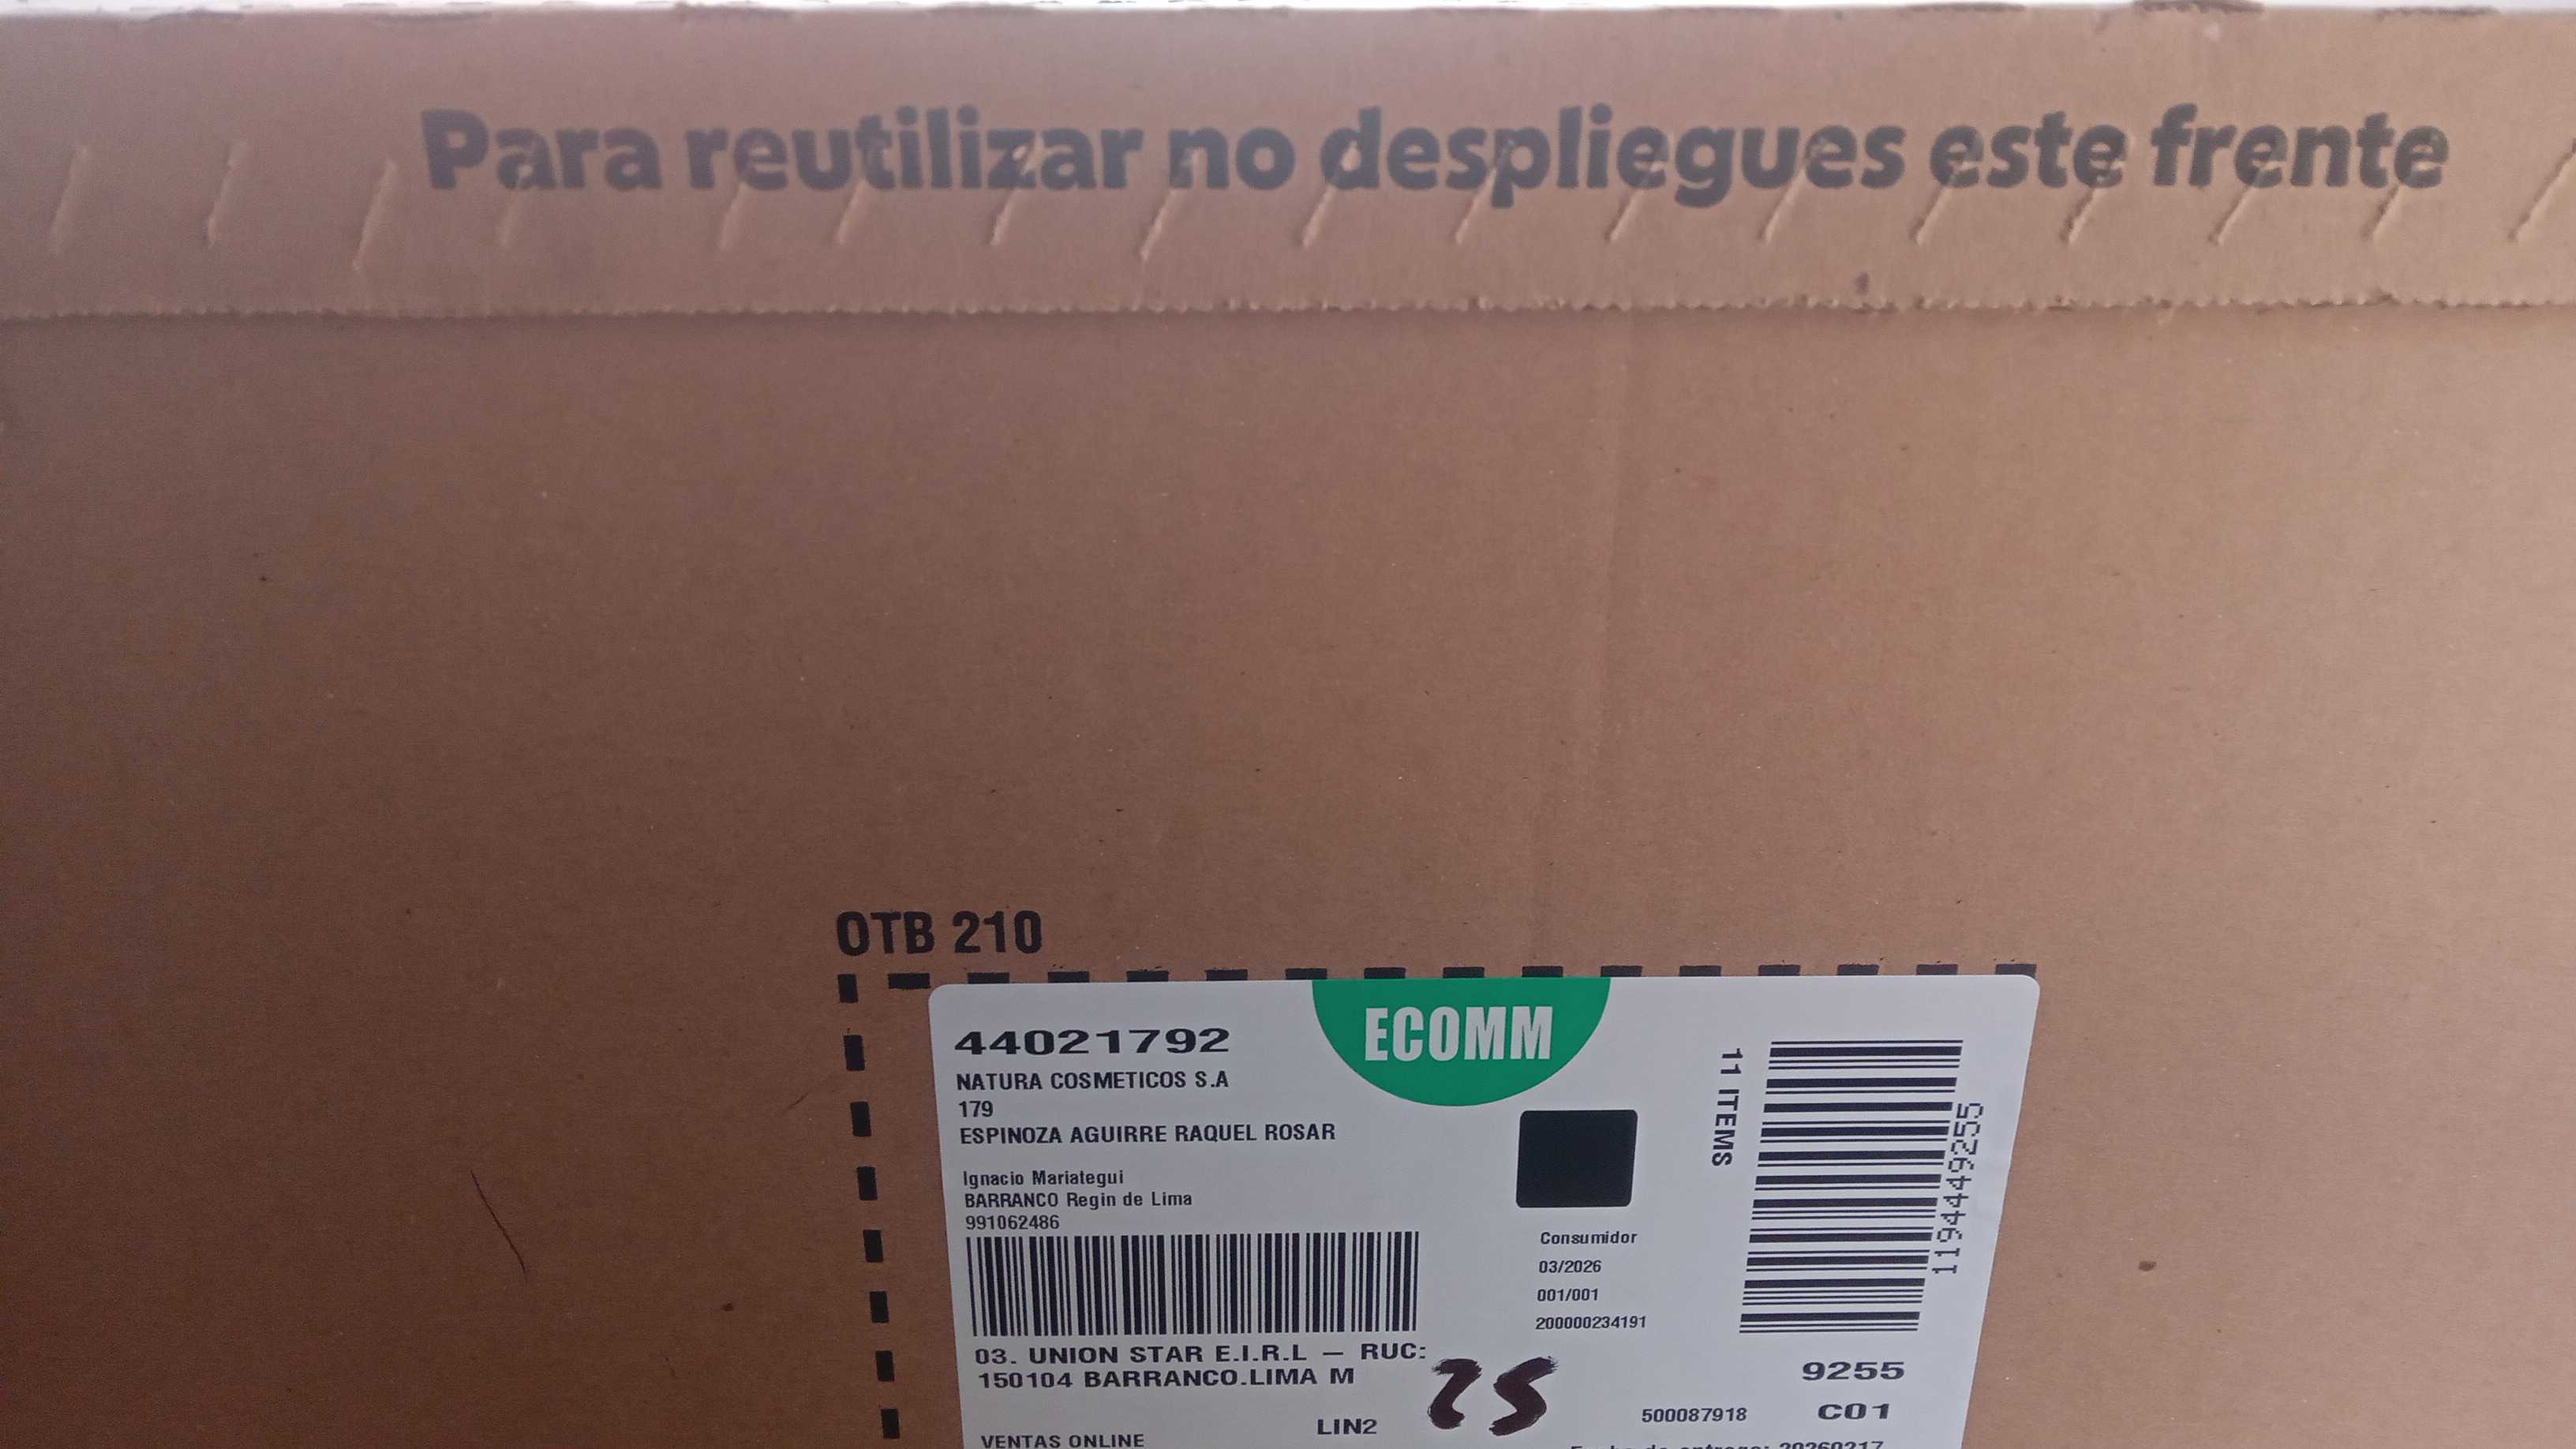 Para reutilizar no despliegues este frente
OTB 210
ECOMM
44021792
NATURA COSMETICOS S.A
179
ESPINOZA AGUIRRE RAQUEL ROSAR
Ignacio Mariategui
BARRANCO Regin de Lima
991062486
11 ITEMS
1194449255
Consumidor
03/2026
001/001
200000234191
03. UNION STAR E.I.R.L — RUC:
150104 BARRANCO.LIMA M
25
9255
500087918 C01
LIN2
VENTAS ONLINE